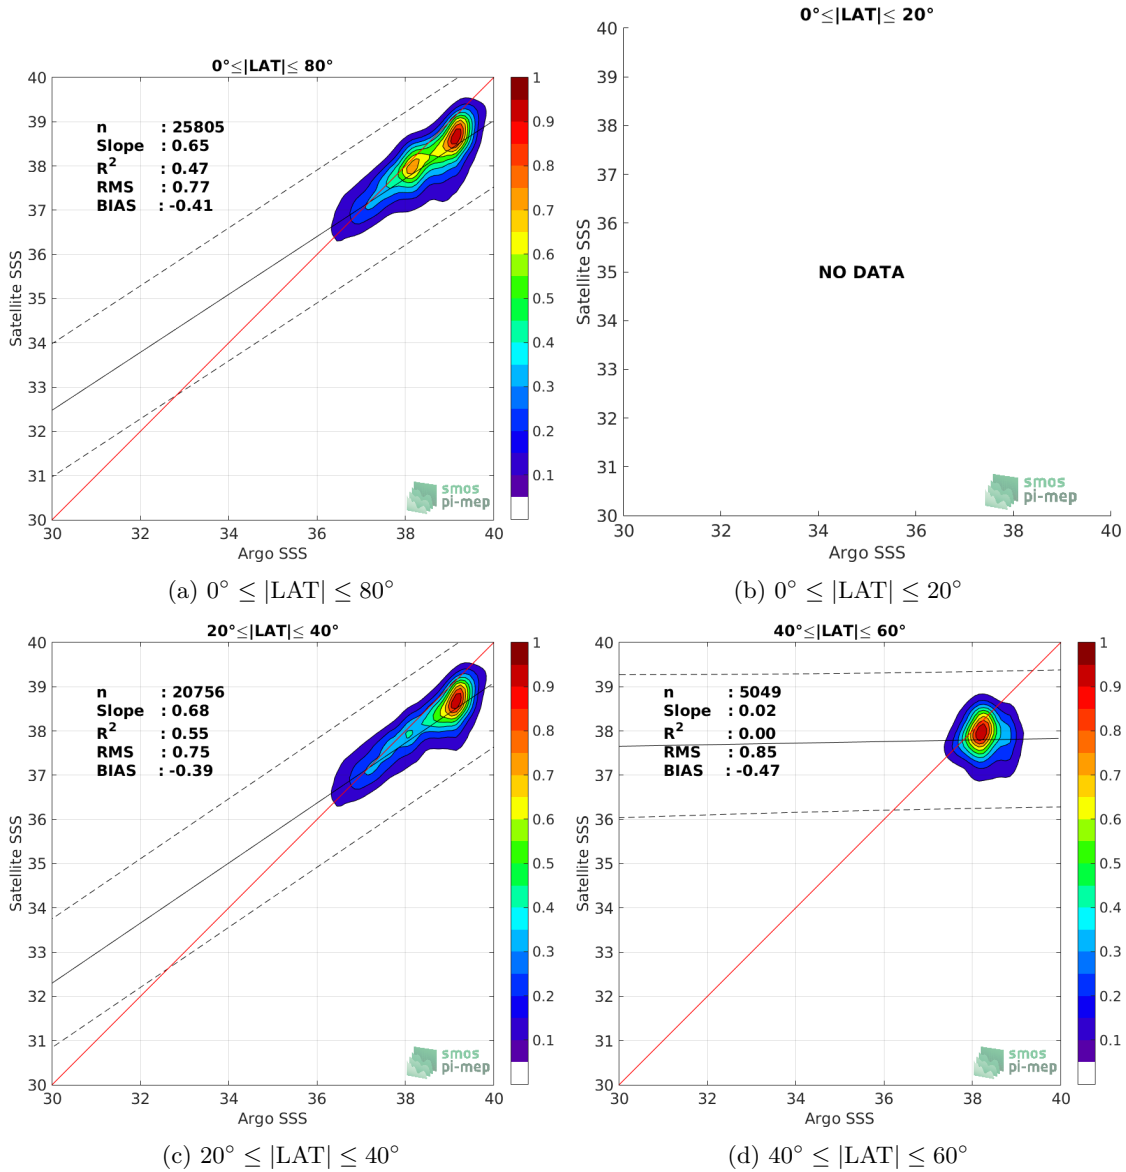 0°≤|LAT|≤ 80°
40
39
38
37
36
35
34
33
32
31
30
Satellite SSS
n : 25805
Slope : 0.65
R² : 0.47
RMS : 0.77
BIAS : -0.41
1
0.9
0.8
0.7
0.6
0.5
0.4
0.3
0.2
0.1
smos
pi-mep
30 32 34 36 38 40
Argo SSS
(a) 0° ≤ |LAT| ≤ 80°
0°≤|LAT|≤ 20°
40
39
38
37
36
35
34
33
32
31
30
Satellite SSS
NO DATA
smos
pi-mep
30 32 34 36 38 40
Argo SSS
(b) 0° ≤ |LAT| ≤ 20°
20°≤|LAT|≤ 40°
40
39
38
37
36
35
34
33
32
31
30
Satellite SSS
n : 20756
Slope : 0.68
R² : 0.55
RMS : 0.75
BIAS : -0.39
1
0.9
0.8
0.7
0.6
0.5
0.4
0.3
0.2
0.1
smos
pi-mep
30 32 34 36 38 40
Argo SSS
(c) 20° ≤ |LAT| ≤ 40°
40°≤|LAT|≤ 60°
40
39
38
37
36
35
34
33
32
31
30
Satellite SSS
n : 5049
Slope : 0.02
R² : 0.00
RMS : 0.85
BIAS : -0.47
1
0.9
0.8
0.7
0.6
0.5
0.4
0.3
0.2
0.1
smos
pi-mep
30 32 34 36 38 40
Argo SSS
(d) 40° ≤ |LAT| ≤ 60°